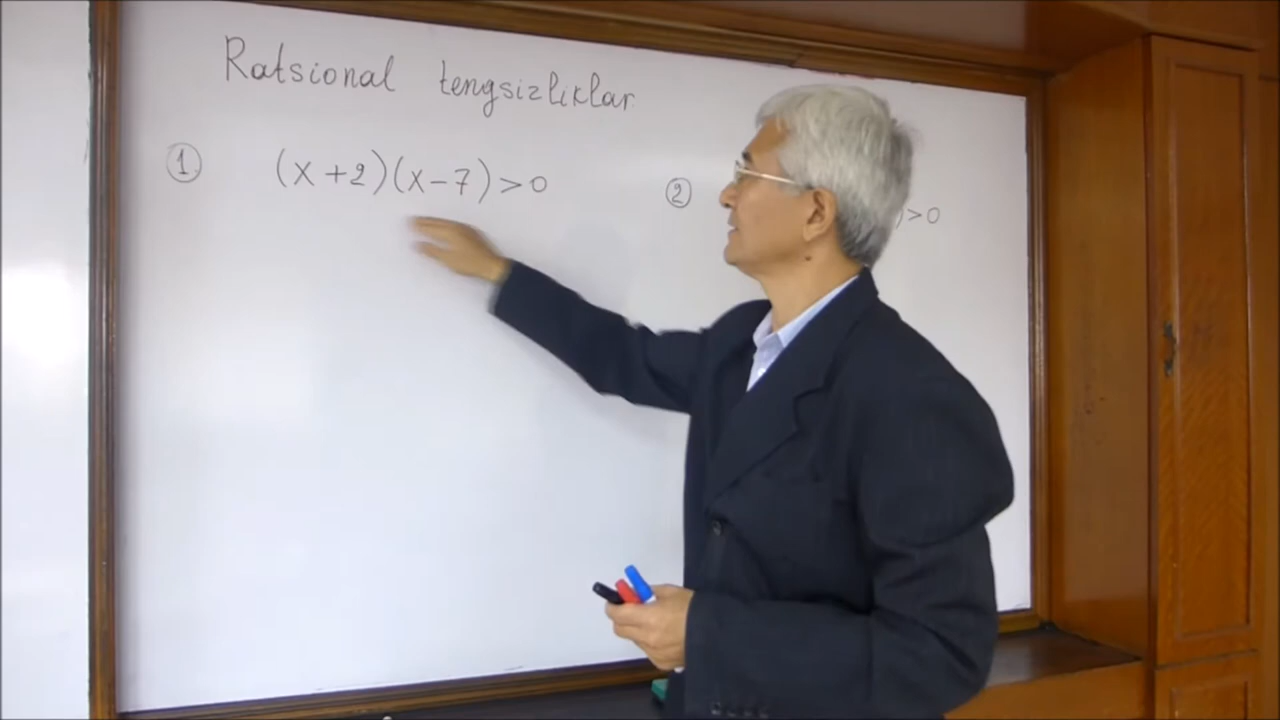 Ratsional tengsizliklar
① (x+2)(x-7)>0
② )>0